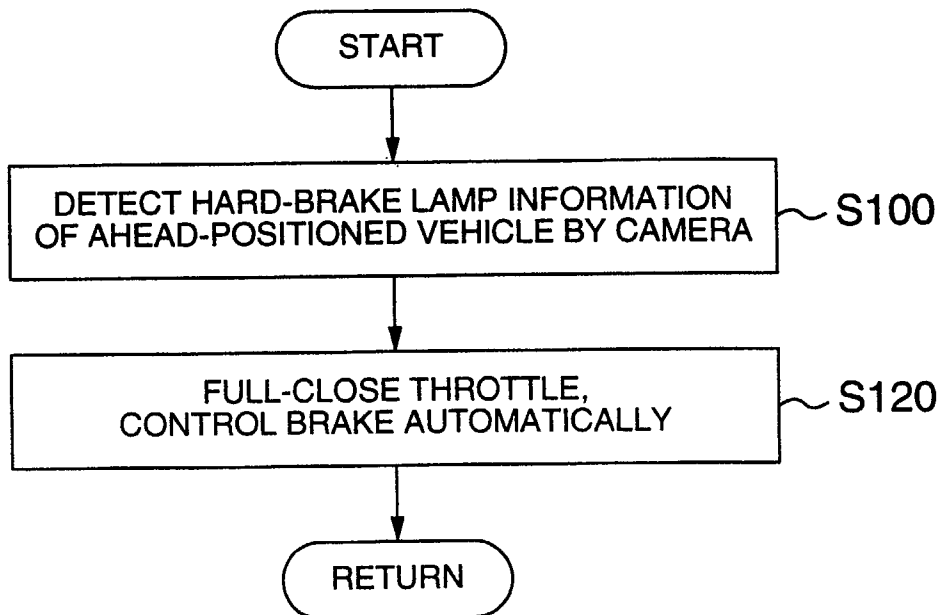 START
DETECT HARD-BRAKE LAMP INFORMATION
OF AHEAD-POSITIONED VEHICLE BY CAMERA
S100
FULL-CLOSE THROTTLE,
CONTROL BRAKE AUTOMATICALLY
S120
RETURN